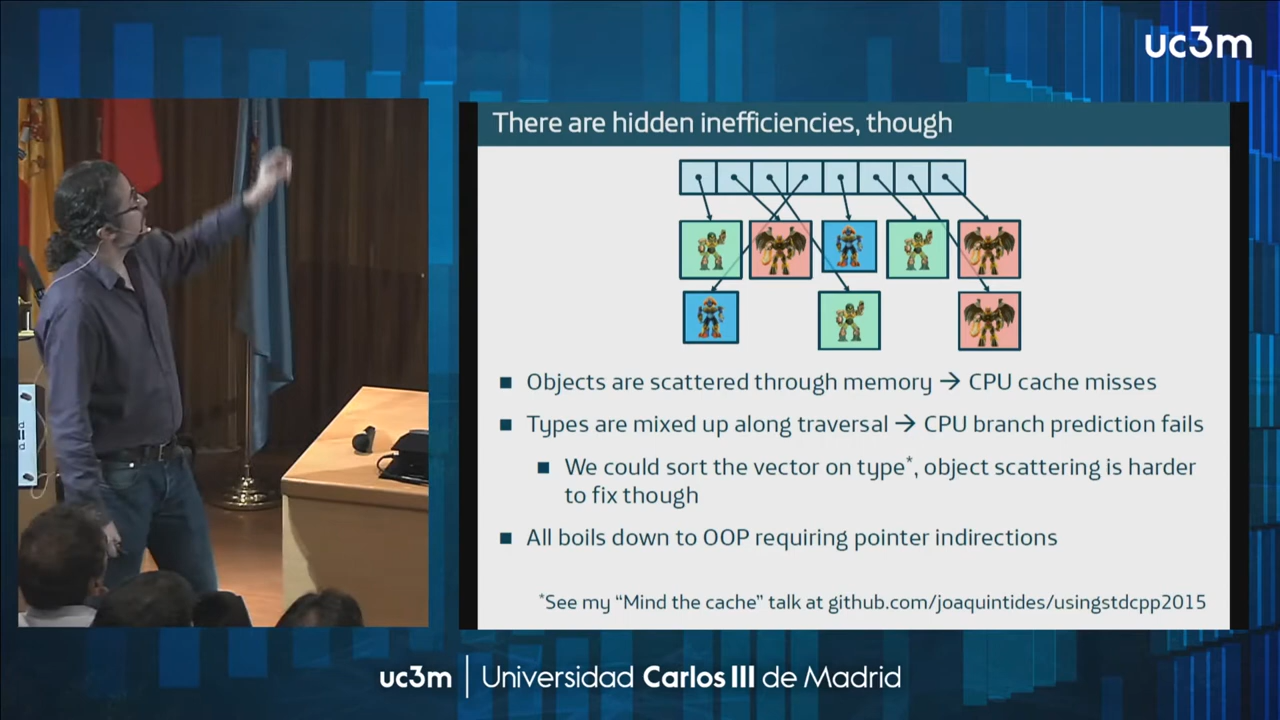 uc3m
There are hidden inefficiencies, though
■ Objects are scattered through memory → CPU cache misses
■ Types are mixed up along traversal → CPU branch prediction fails
■ We could sort the vector on type*, object scattering is harder
to fix though
■ All boils down to OOP requiring pointer indirections
*See my “Mind the cache” talk at github.com/joaquintides/usingstdcpp2015
uc3m | Universidad Carlos III de Madrid